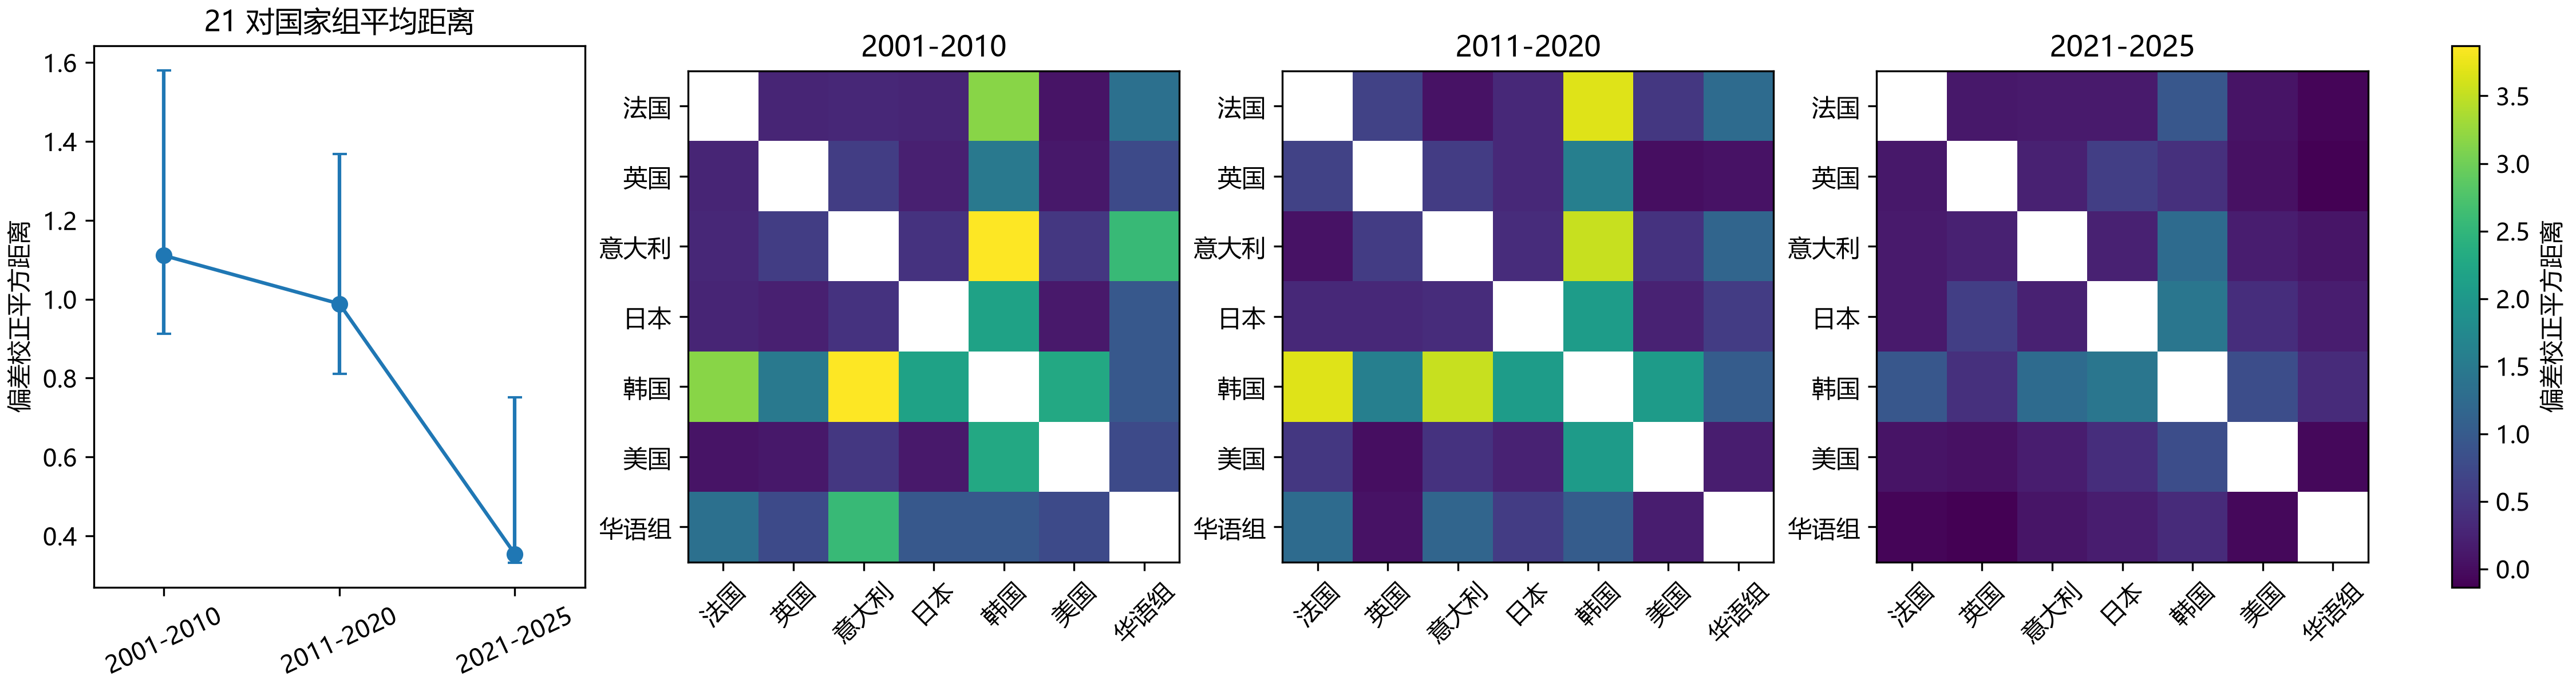 21 对国家组平均距离
偏差校正平方距离
1.6
1.4
1.2
1.0
0.8
0.6
0.4
2001-2010
2011-2020
2021-2025
2001-2010
法国
英国
意大利
日本
韩国
美国
华语组
法国
英国
意大利
日本
韩国
美国
华语组
2011-2020
法国
英国
意大利
日本
韩国
美国
华语组
法国
英国
意大利
日本
韩国
美国
华语组
2021-2025
法国
英国
意大利
日本
韩国
美国
华语组
法国
英国
意大利
日本
韩国
美国
华语组
3.5
3.0
2.5
2.0
1.5
1.0
0.5
0.0
偏差校正平方距离